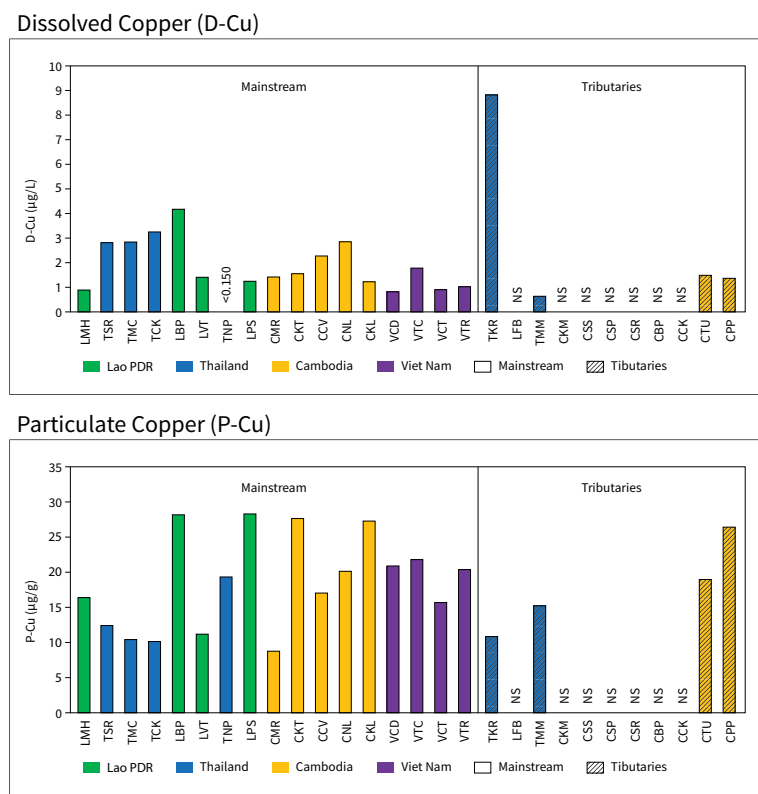 Dissolved Copper (D-Cu)
Mainstream
Tributaries
D-Cu (µg/L)
10
9
8
7
6
5
4
3
2
1
0
<0.150
NS
NS
NS
NS
NS
NS
NS
LMH TSR TMC TCK LBP LVT TNP LPS CMR CKT CCV CNL CKL VCD VTC VCT VTR TKR LFB TMM CKM CSS CSP CSR CBP CCK CTU CPP
Lao PDR Thailand Cambodia Viet Nam Mainstream Tibutaries
Particulate Copper (P-Cu)
Mainstream
Tributaries
P-Cu (µg/g)
35
30
25
20
15
10
5
0
NS
NS
NS
NS
NS
NS
NS
LMH TSR TMC TCK LBP LVT TNP LPS CMR CKT CCV CNL CKL VCD VTC VCT VTR TKR LFB TMM CKM CSS CSP CSR CBP CCK CTU CPP
Lao PDR Thailand Cambodia Viet Nam Mainstream Tibutaries